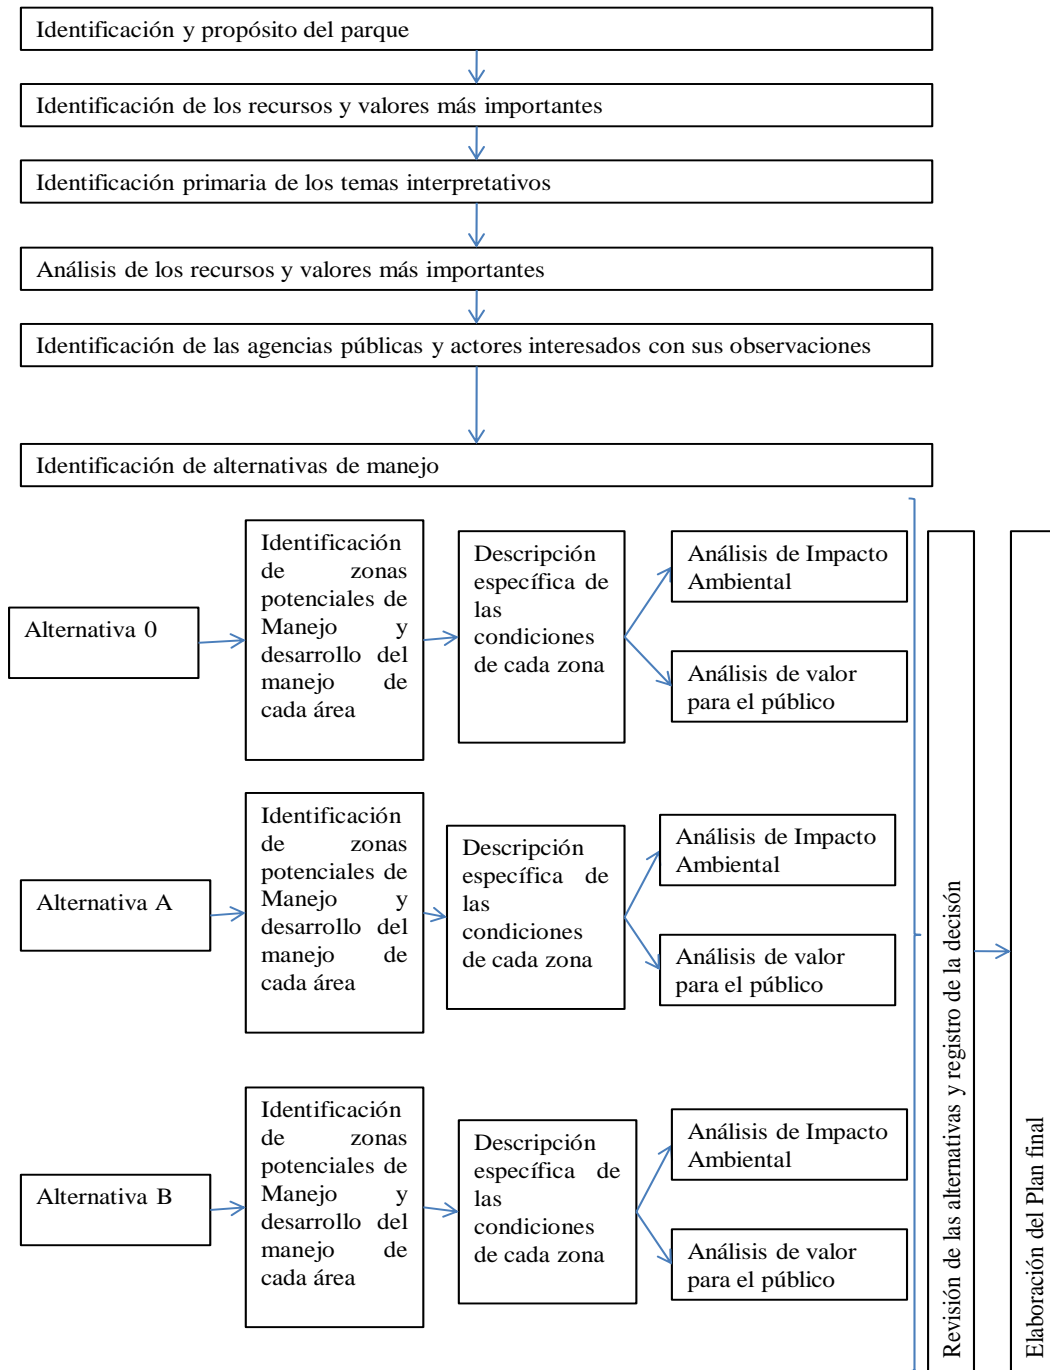 Identificación y propósito del parque
Identificación de los recursos y valores más importantes
Identificación primaria de los temas interpretativos
Análisis de los recursos y valores más importantes
Identificación de las agencias públicas y actores interesados con sus observaciones
Identificación de alternativas de manejo
Alternativa 0
Identificación
de zonas
potenciales de
Manejo y
desarrollo del
manejo de
cada área
Descripción
específica de
las
condiciones
de cada zona
Análisis de Impacto
Ambiental
Análisis de valor
para el público
Alternativa A
Identificación
de zonas
potenciales de
Manejo y
desarrollo del
manejo de
cada área
Descripción
específica de
las
condiciones
de cada zona
Análisis de Impacto
Ambiental
Análisis de valor
para el público
Alternativa B
Identificación
de zonas
potenciales de
Manejo y
desarrollo del
manejo de
cada área
Descripción
específica de
las
condiciones
de cada zona
Análisis de Impacto
Ambiental
Análisis de valor
para el público
Revisión de las alternativas y registro de la decisón
Elaboración del Plan final